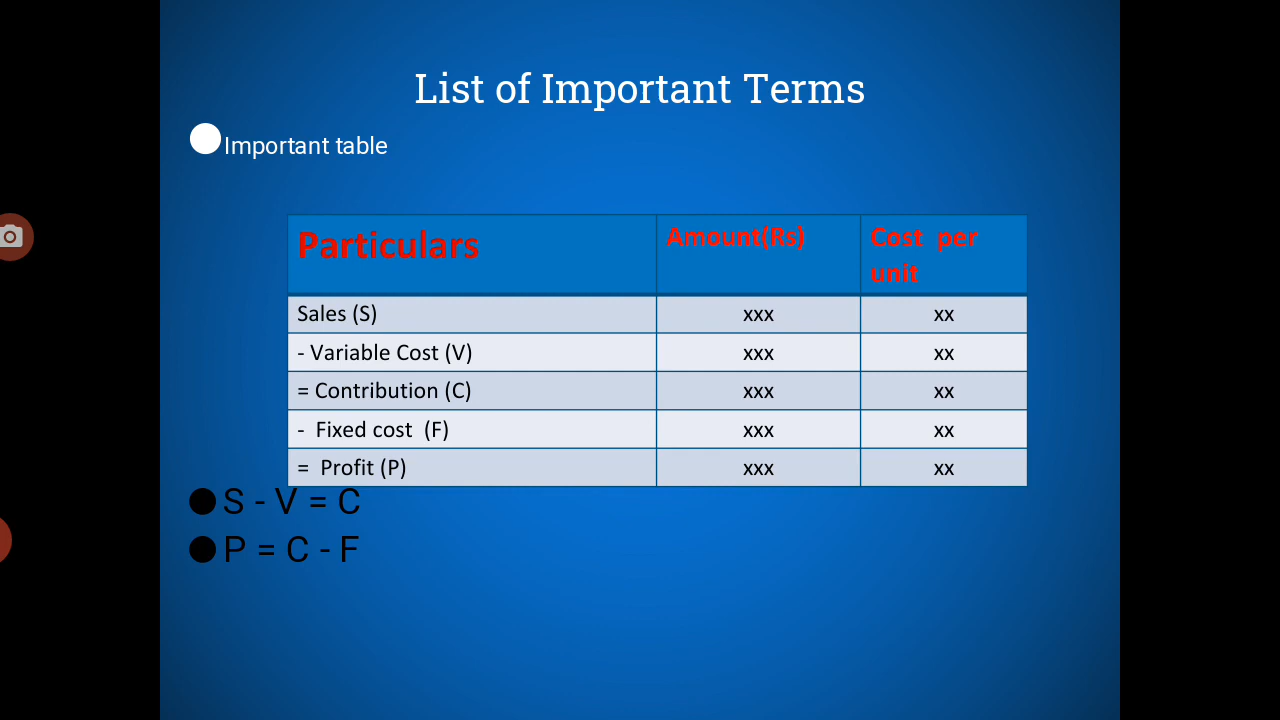 List of Important Terms
Important table
Particulars Amount(Rs) Cost per
unit
Sales (S) xxx xx
- Variable Cost (V) xxx xx
= Contribution (C) xxx xx
- Fixed cost (F) xxx xx
= Profit (P) xxx xx
S - V = C
P = C - F